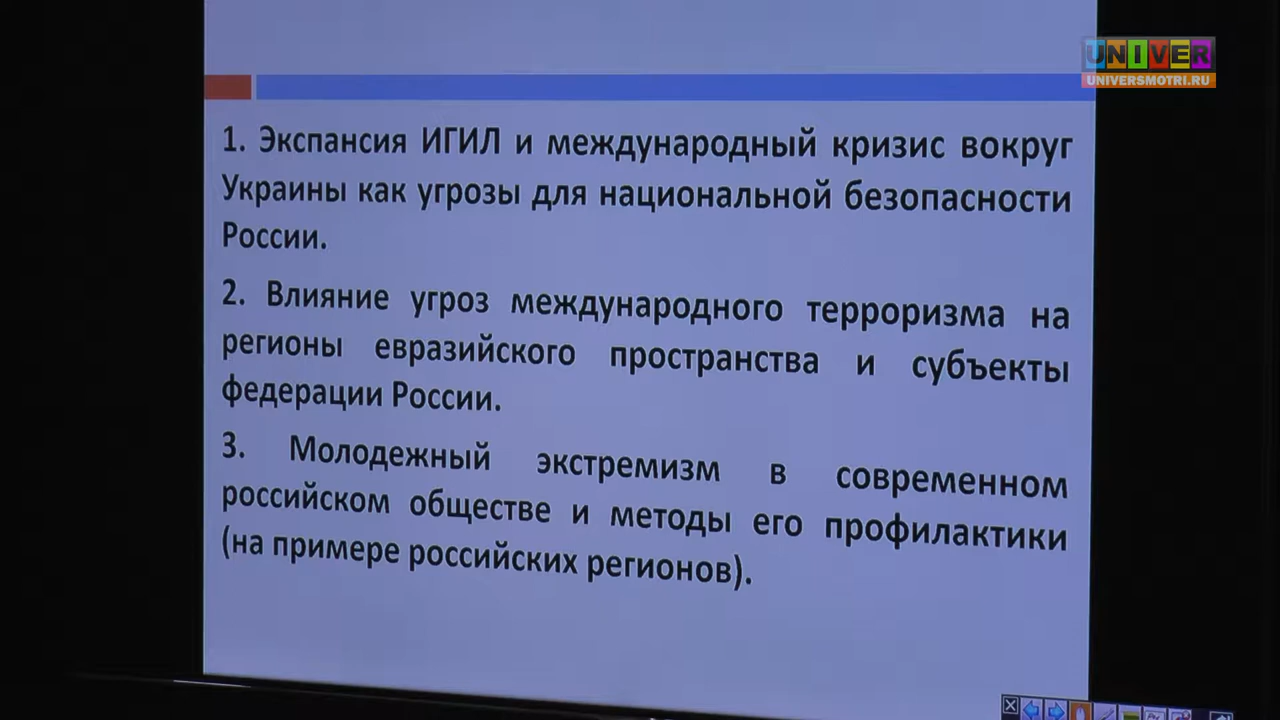 UNIVER
UNIVERSMOTRI.RU
1. Экспансия ИГИЛ и международный кризис вокруг
Украины как угрозы для национальной безопасности
России.
2. Влияние угроз международного терроризма на
регионы евразийского пространства и субъекты
федерации России.
3. Молодежный экстремизм в современном
российском обществе и методы его профилактики
(на примере российских регионов).